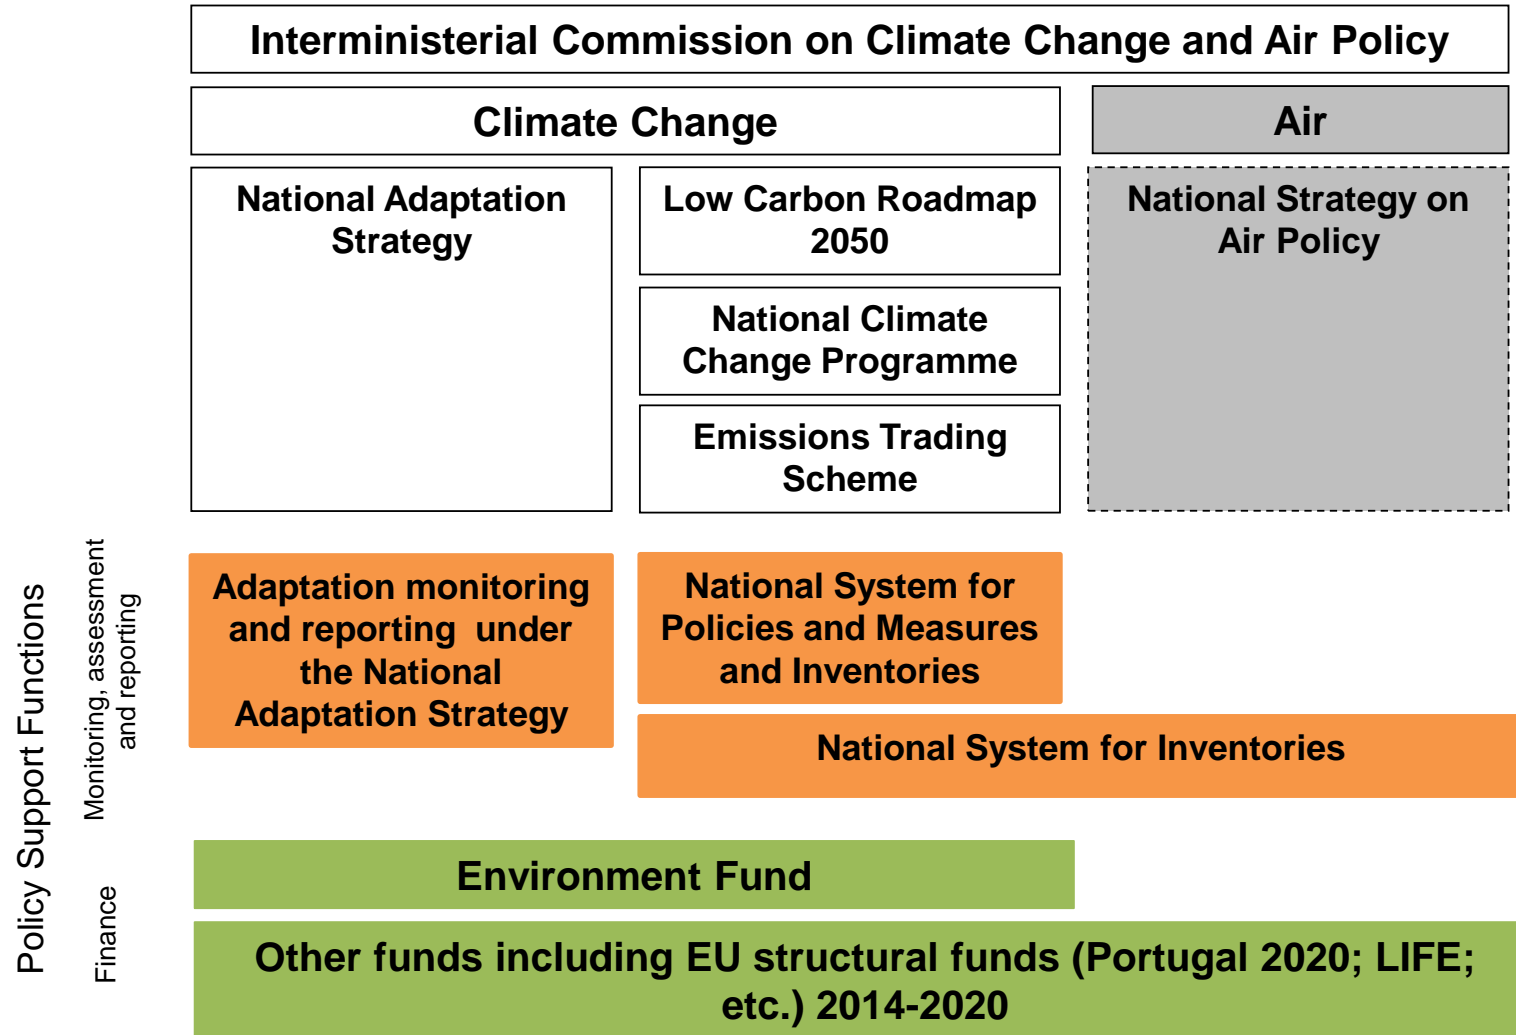 Interministerial Commission on Climate Change and Air Policy
Climate Change
Air
National Adaptation
Strategy
Low Carbon Roadmap
2050
National Climate
Change Programme
Emissions Trading
Scheme
National Strategy on
Air Policy
Policy Support Functions
Monitoring, assessment
and reporting
Adaptation monitoring
and reporting  under
the National
Adaptation Strategy
National System for
Policies and Measures
and Inventories
National System for Inventories
Finance
Environment Fund
Other funds including EU structural funds (Portugal 2020; LIFE;
etc.) 2014-2020